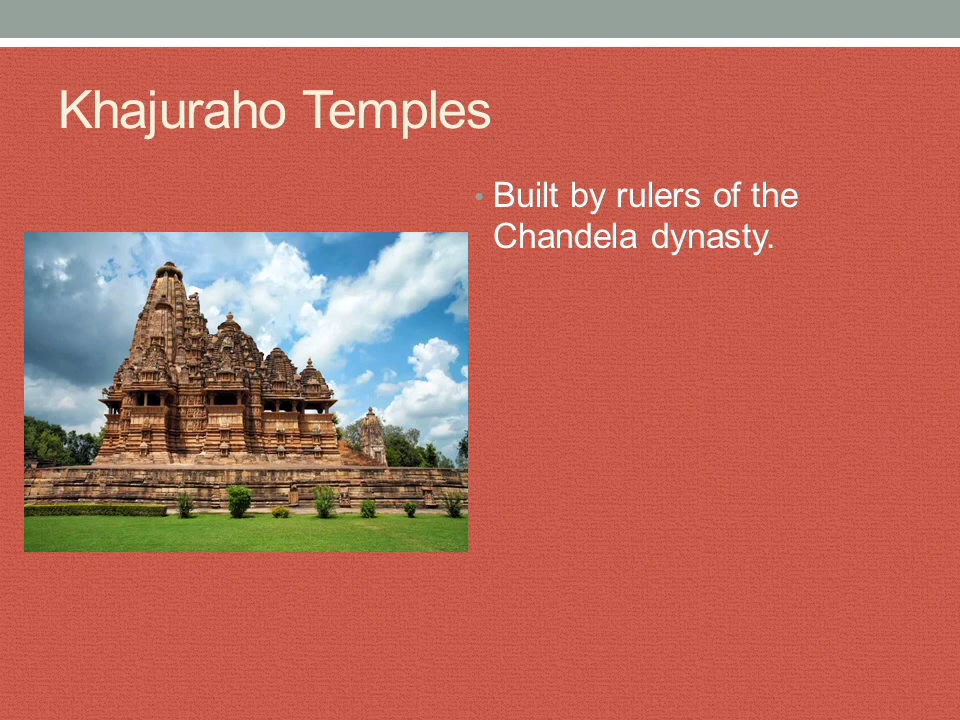 Khajuraho Temples
• Built by rulers of the
Chandela dynasty.